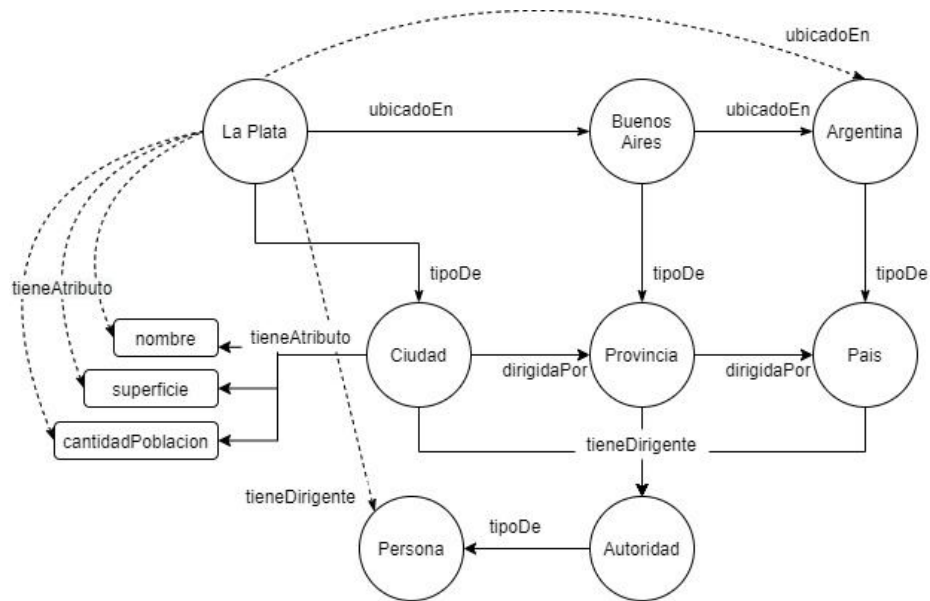 ubicadoEn
La Plata
ubicadoEn
Buenos
Aires
ubicadoEn
Argentina
tipoDe
tipoDe
tipoDe
tieneAtributo
nombre
tieneAtributo
Ciudad
dirigidaPor
Provincia
dirigidaPor
Pais
superficie
cantidadPoblacion
tieneDirigente
tieneDirigente
Persona
tipoDe
Autoridad